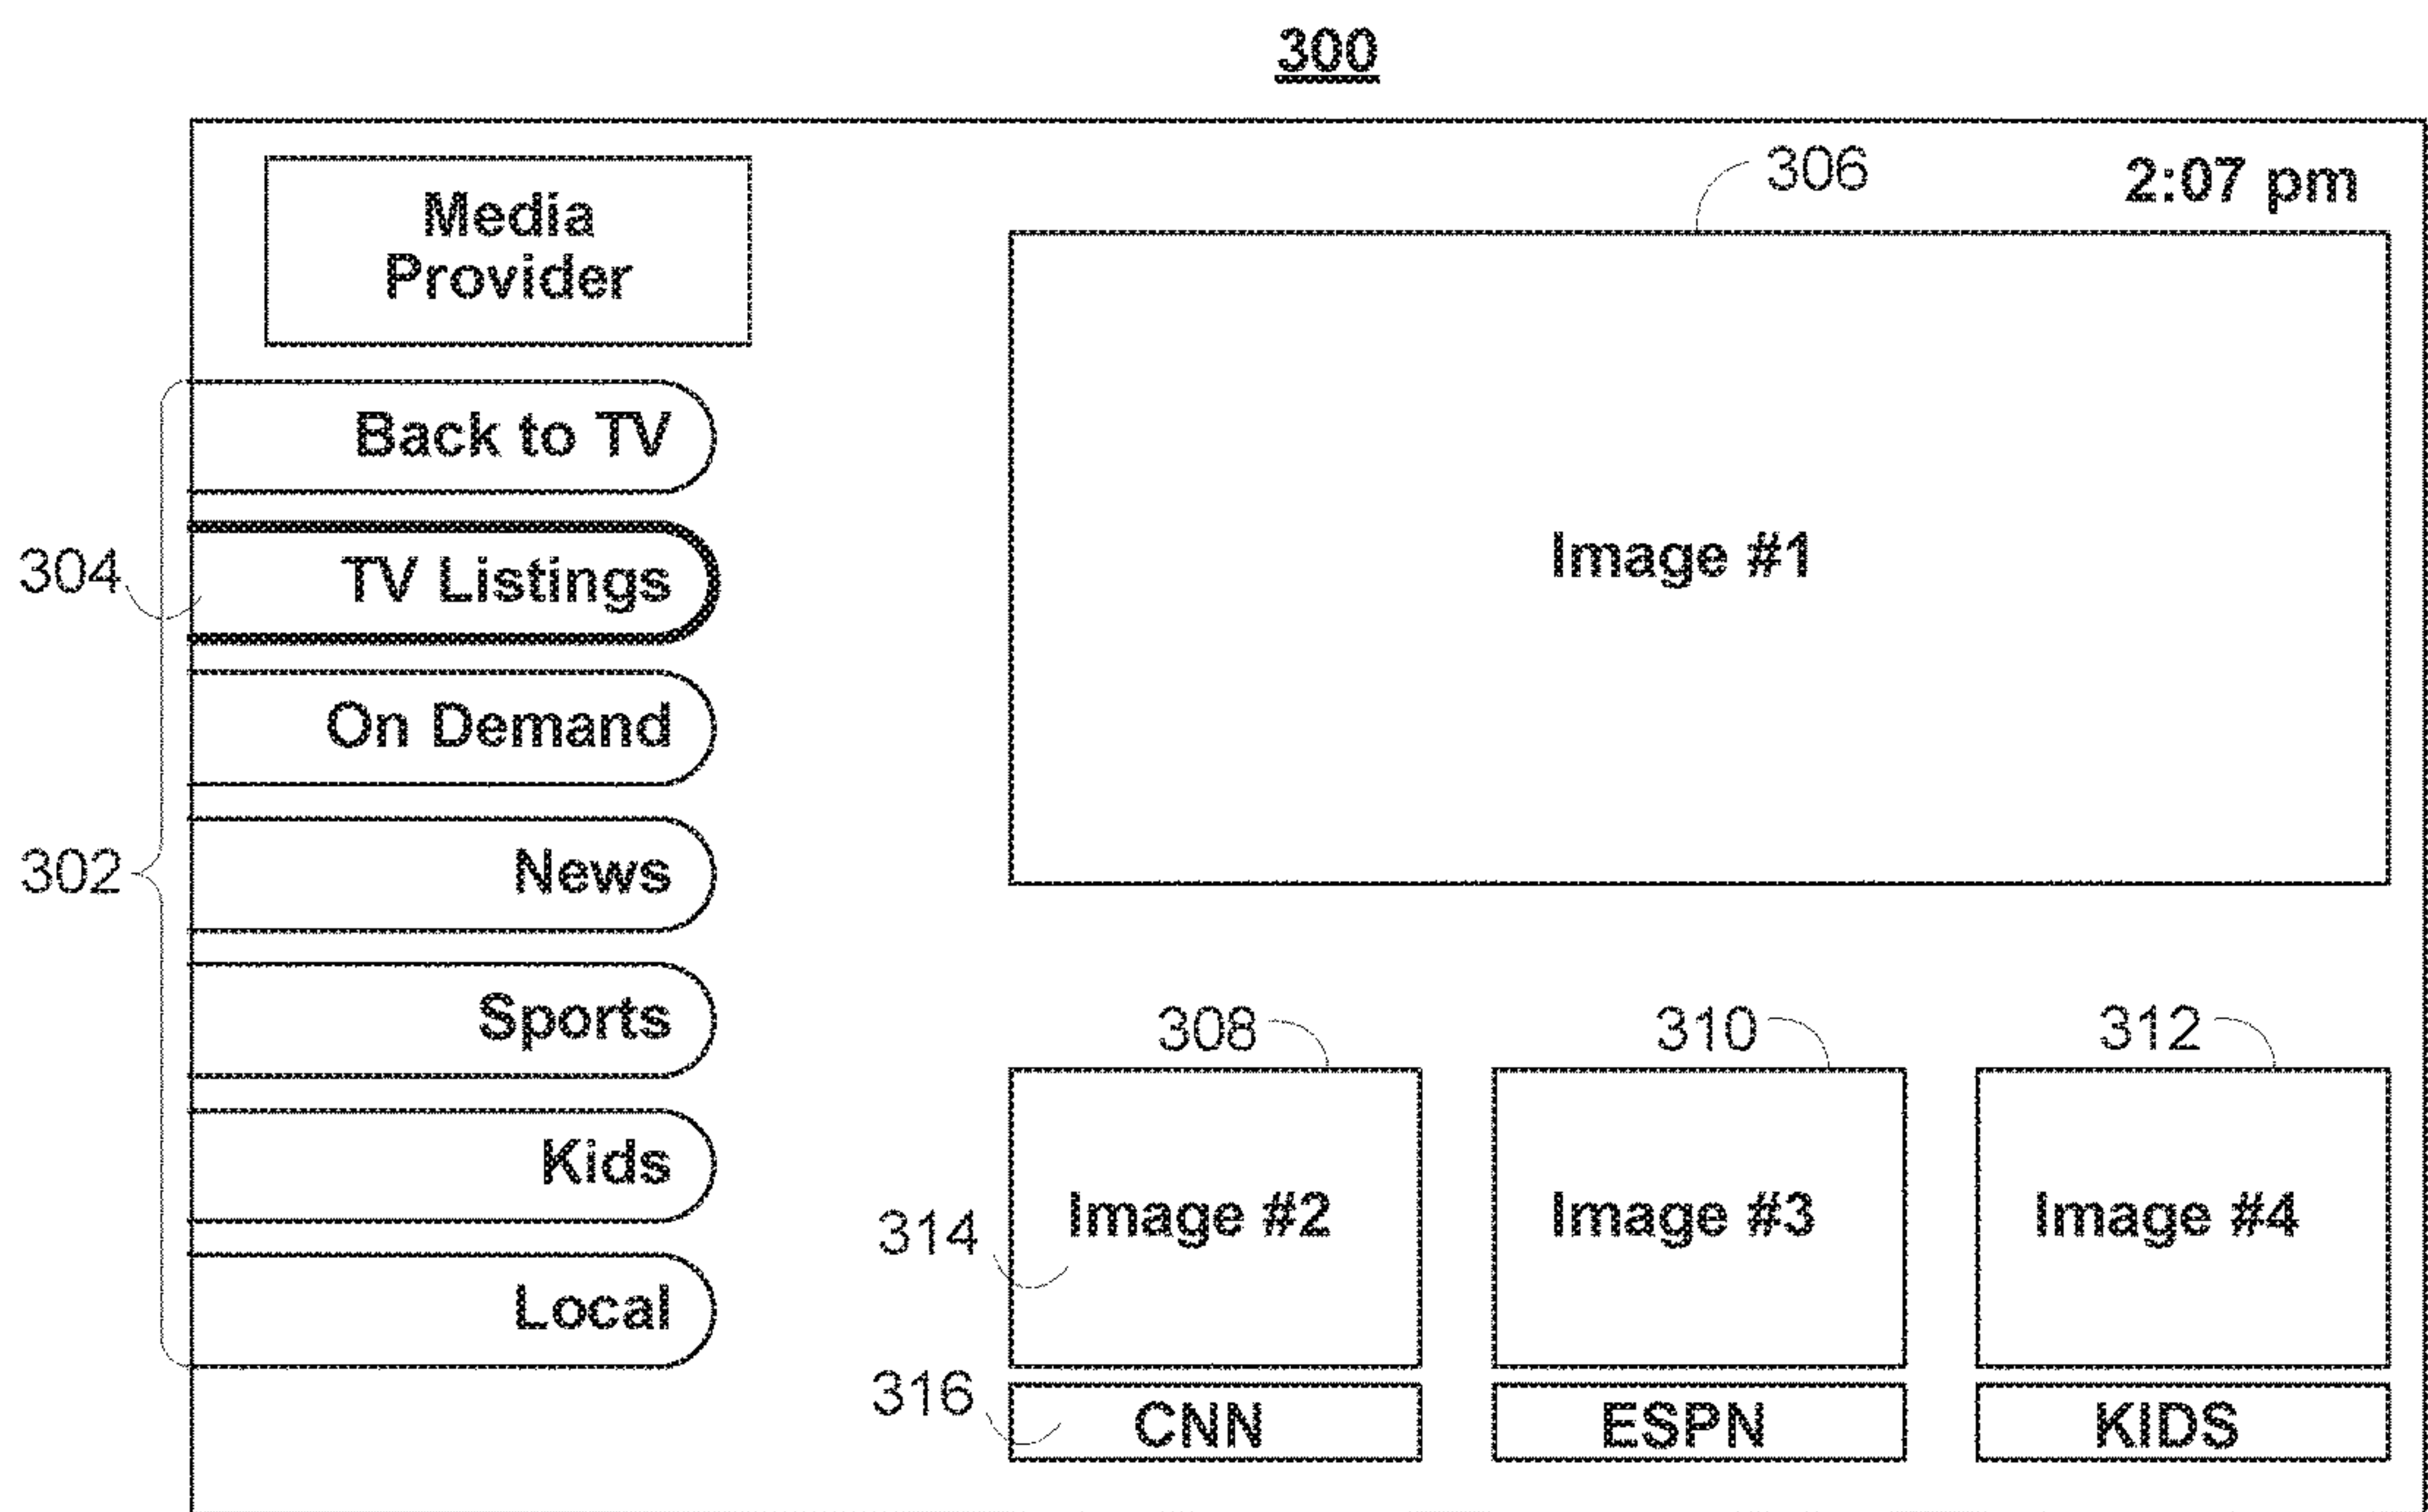 300
306
2:07 pm
Media
Provider
Back to TV
304
TV Listings
On Demand
302
News
Sports
Kids
Local
Image #1
308
310
312
314
Image #2
Image #3
Image #4
316
CNN
ESPN
KIDS